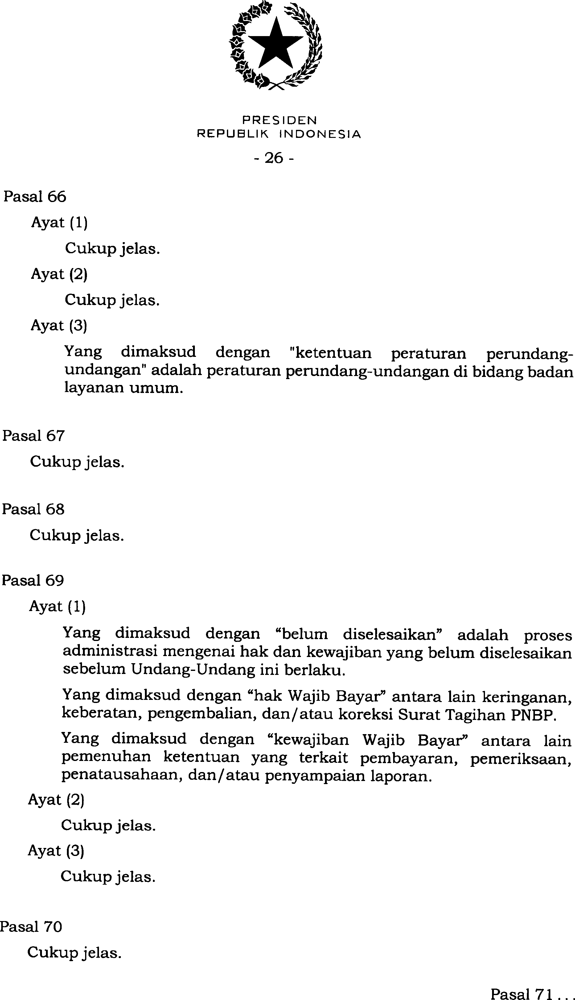 PRESIDEN
REPUBLIK INDONESIA
- 26 -
Pasal 66
Ayat (1)
Cukup jelas.
Ayat (2)
Cukup jelas.
Ayat (3)
Yang dimaksud dengan "ketentuan peraturan perundang-
undangan" adalah peraturan perundang-undangan di bidang badan
layanan umum.
Pasal 67
Cukup jelas.
Pasal 68
Cukup jelas.
Pasal 69
Ayat (1)
Yang dimaksud dengan “belum diselesaikan” adalah proses
administrasi mengenai hak dan kewajiban yang belum diselesaikan
sebelum Undang-Undang ini berlaku.
Yang dimaksud dengan “hak Wajib Bayar” antara lain keringanan,
keberatan, pengembalian, dan/atau koreksi Surat Tagihan PNBP.
Yang dimaksud dengan “kewajiban Wajib Bayar” antara lain
pemenuhan ketentuan yang terkait pembayaran, pemeriksaan,
penatausahaan, dan/atau penyampaian laporan.
Ayat (2)
Cukup jelas.
Ayat (3)
Cukup jelas.
Pasal 70
Cukup jelas.
Pasal 71 . . .